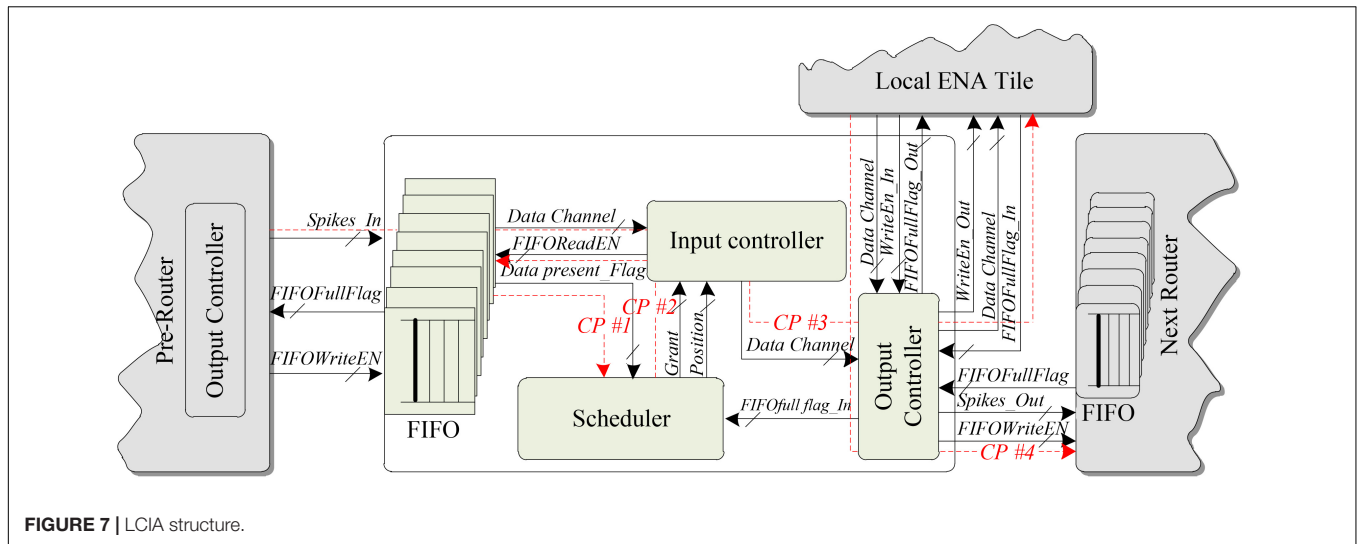 Local ENA Tile
Pre-Router
Output Controller
Spikes_In
FIFOFullFlag
FIFOWriteEN
FIFO
Data Channel
FIFOReadEN
Data present_Flag
CP #1
CP #2
Input controller
Grant
Position
Scheduler
CP #3
Data Channel
FIFOfull flag_In
Data Channel
WriteEn_In
FIFOFullFlag_Out
WriteEn_Out
Data Channel
FIFOFullFlag_In
Output
Controller
FIFOFullFlag
Spikes_Out
FIFOWriteEN
CP #4
FIFO
Next Router
FIGURE 7 | LCIA structure.